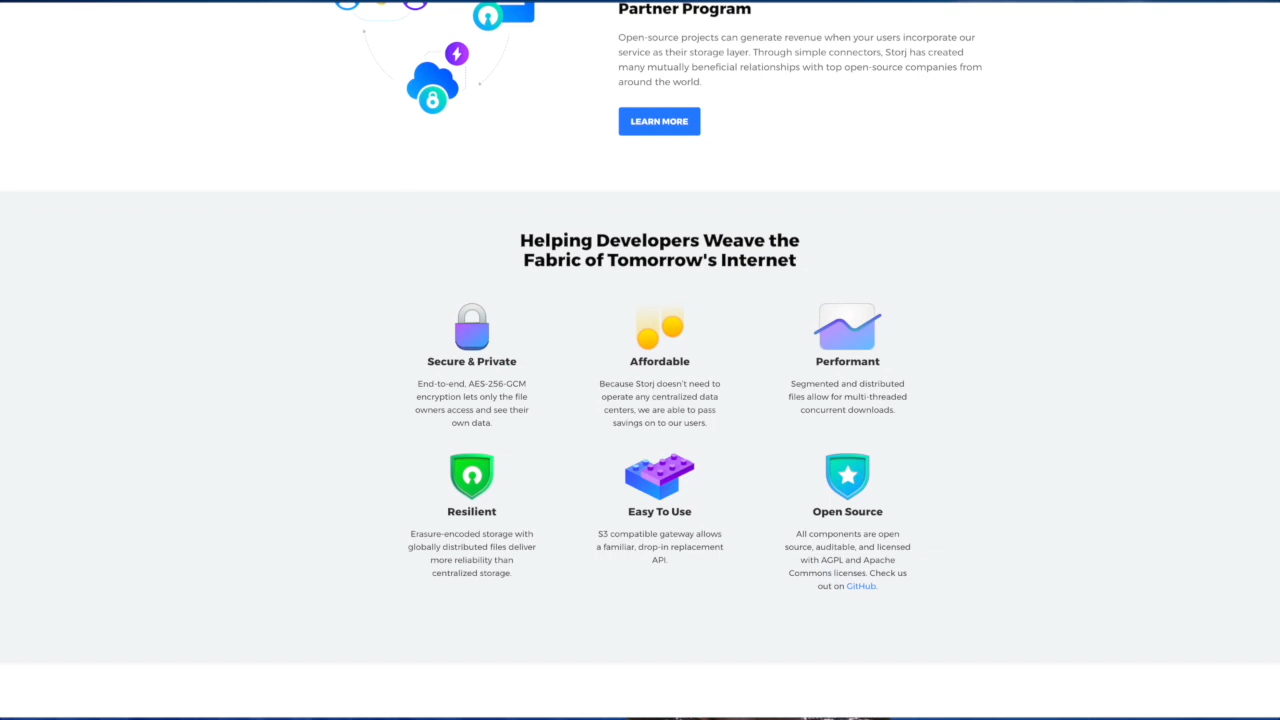 Partner Program
Open-source projects can generate revenue when your users incorporate our
service as their storage layer. Through simple connectors, Storj has created
many mutually beneficial relationships with top open-source companies from
around the world.
LEARN MORE
Helping Developers Weave the
Fabric of Tomorrow's Internet
Secure & Private
End-to-end, AES-256-GCM
encryption lets only the file
owners access and see their
own data.
Affordable
Because Storj doesn't need to
operate any centralized data
centers, we are able to pass
savings on to our users.
Performant
Segmented and distributed
files allow for multi-threaded
concurrent downloads.
Resilient
Erasure-encoded storage with
globally distributed files deliver
more reliability than
centralized storage.
Easy To Use
S3 compatible gateway allows
a familiar, drop-in replacement
API.
Open Source
All components are open
source, auditable, and licensed
with AGPL and Apache
Commons licenses. Check us
out on GitHub.